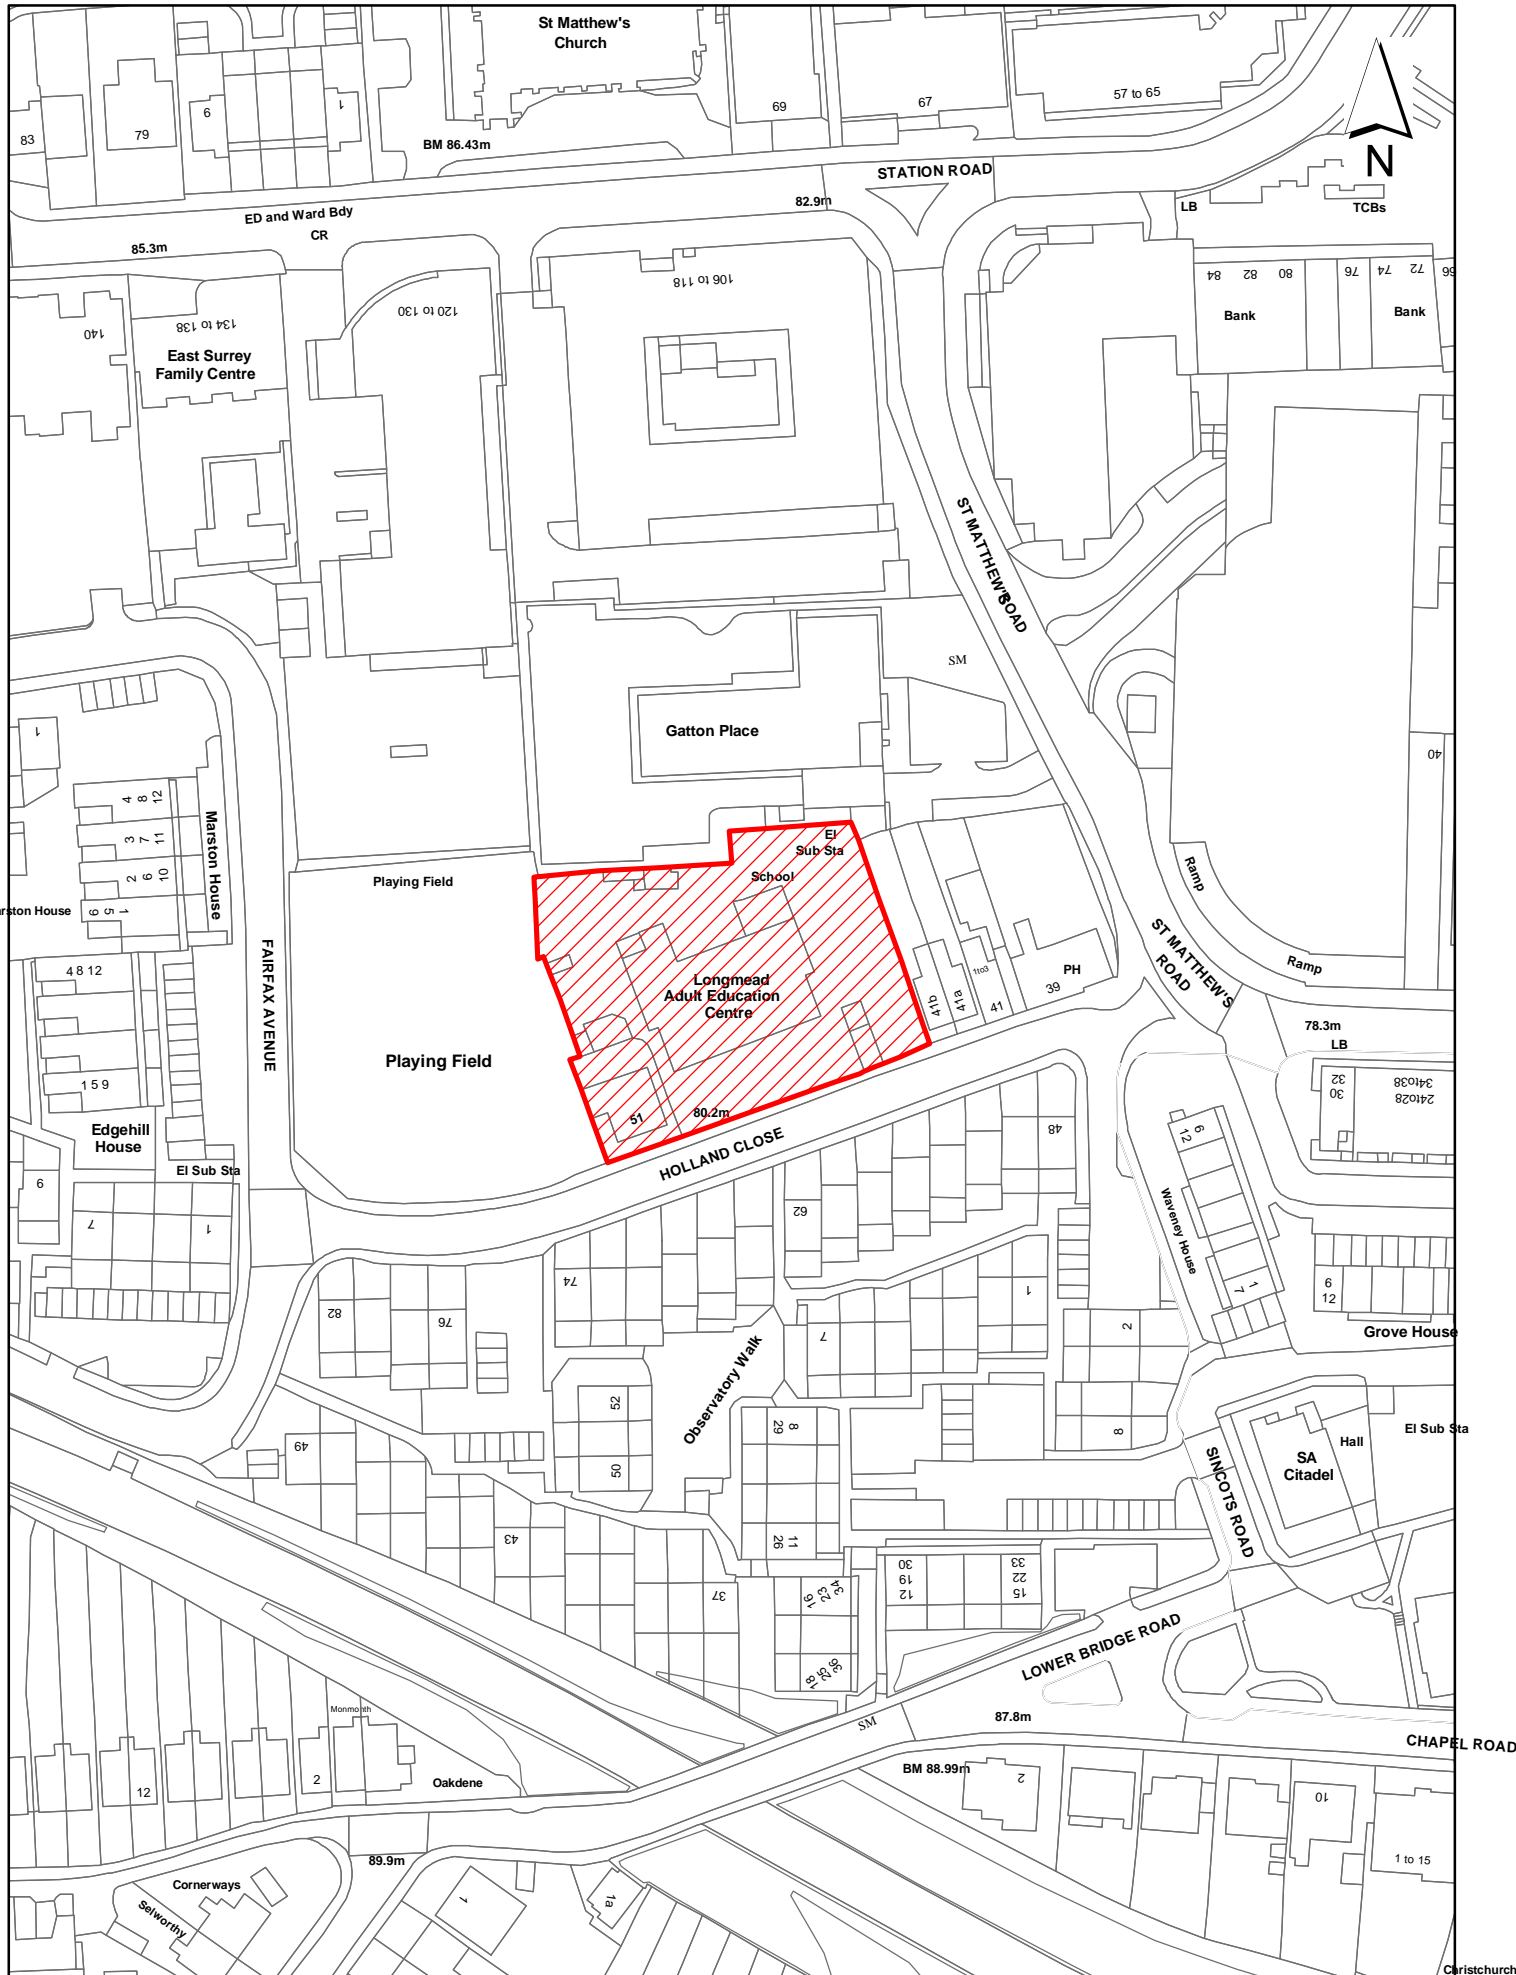 St Matthew's
Church
83
79
6
1
69
67
57 to 65
BM 86.43m
N
STATION ROAD
ED and Ward Bdy
82.9m
LB
TCBs
CR
85.3m
84
82
80
76
74
72
66
106 to 118
120 to 130
134 to 138
140
Bank
Bank
East Surrey
Family Centre
ST MATTHEW'S
ROAD
SM
Gatton Place
1
40
4
8
12
3
7
11
2
6
10
1
5
9
Marston House
El
Sub Sta
School
Playing Field
Ramp
rston House
FAIRFAX AVENUE
ST MATTHEW'S
ROAD
Ramp
4 8 12
Longmead
Adult Education
Centre
PH
39
1to3
41
41a
41b
78.3m
LB
Playing Field
1 5 9
32
30
34to38
24to28
Edgehill
House
51
80.2m
HOLLAND CLOSE
48
6
12
El Sub Sta
9
7
1
62
Waveney House
74
1
1
7
6
12
82
76
7
2
Grove House
Observatory Walk
52
50
8
29
8
El Sub Sta
Hall
SA
Citadel
SINCOTS ROAD
49
43
11
26
37
34
23
16
30
19
12
33
22
15
36
25
18
LOWER BRIDGE ROAD
Monmonth
SM
87.8m
CHAPEL ROAD
12
2
Oakdene
BM 88.99m
2
10
1 to 15
89.9m
Cornerways
Selworthy
1
1a
Christchurch